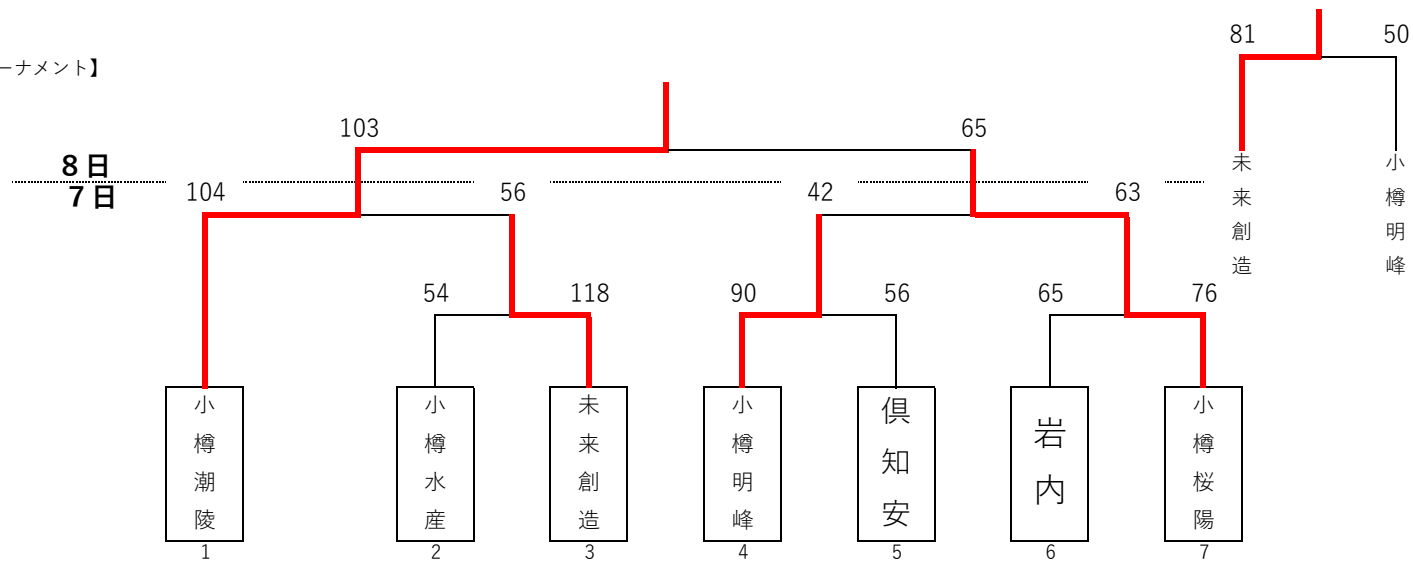 81 50
ーナメント】
103 65
8日
7日
104 56 42 63
未来創造
小樽明峰
54 118 90 56 65 76
小樽潮陵
小樽水産
未来創造
小樽明峰
倶知安
岩内
小樽桜陽
1 2 3 4 5 6 7